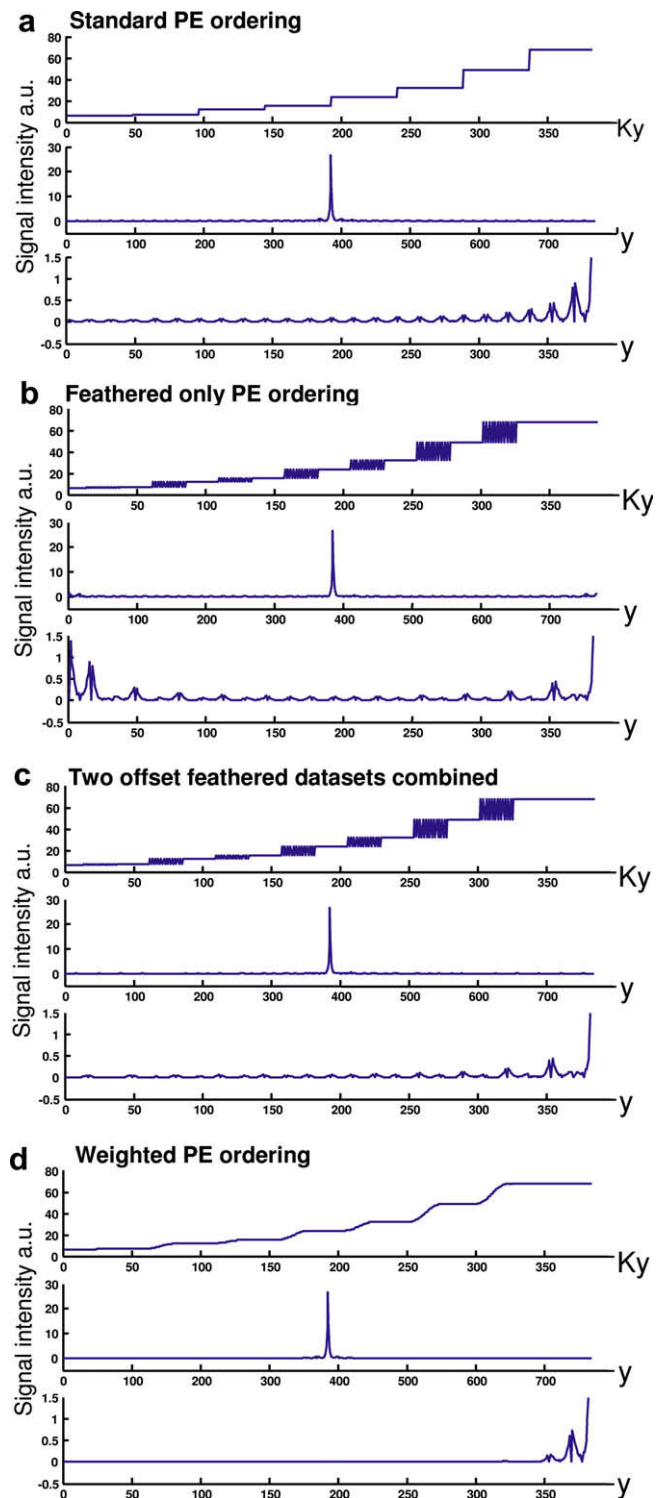 a Standard PE ordering
80
60
40
20
0
0 50 100 150 200 250 300 350
Ky
30
20
10
0
0 100 200 300 400 500 600 700
y
1.5
1
0.5
0
-0.5
0 50 100 150 200 250 300 350
y
Signal intensity a.u.
b Feathered only PE ordering
80
60
40
20
0
0 50 100 150 200 250 300 350
Ky
30
20
10
0
0 100 200 300 400 500 600 700
y
1.5
1
0.5
0
-0.5
0 50 100 150 200 250 300 350
y
Signal intensity a.u.
c Two offset feathered datasets combined
80
60
40
20
0
0 50 100 150 200 250 300 350
Ky
30
20
10
0
0 100 200 300 400 500 600 700
y
1.5
1
0.5
0
-0.5
0 50 100 150 200 250 300 350
y
Signal intensity a.u.
d Weighted PE ordering
80
60
40
20
0
0 50 100 150 200 250 300 350
Ky
30
20
10
0
0 100 200 300 400 500 600 700
y
1.5
1
0.5
0
-0.5
0 50 100 150 200 250 300 350
y
Signal intensity a.u.